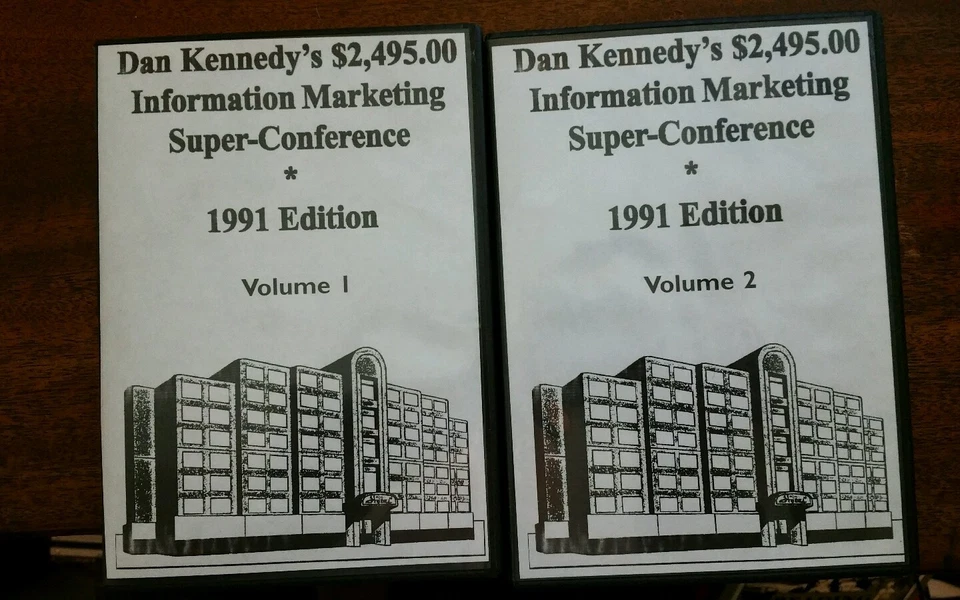 Dan Kennedy's $2,495.00
Information Marketing
Super-Conference
*
1991 Edition
Volume 1
Dan Kennedy's $2,495.00
Information Marketing
Super-Conference
*
1991 Edition
Volume 2